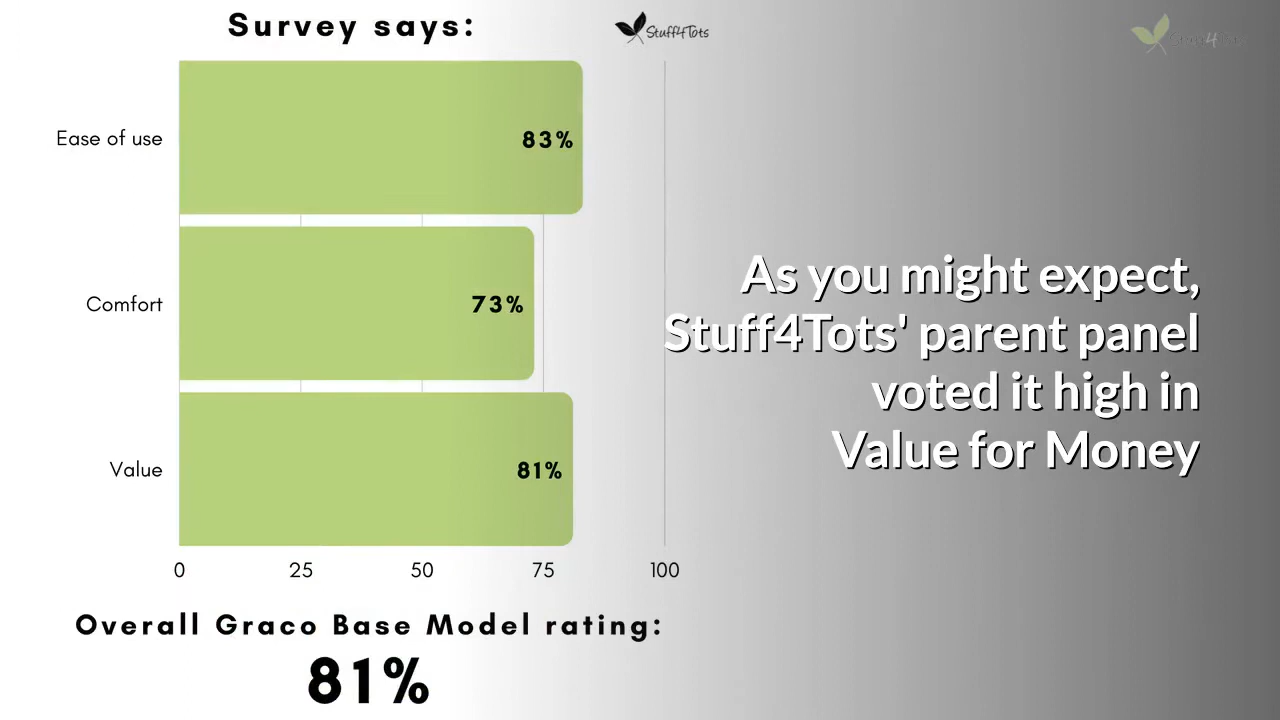 Survey says:
Stuff4Tots
Ease of use
83%
Comfort
73%
Value
81%
0 25 50 75 100
Overall Graco Base Model rating:
81%
As you might expect,
Stuff4Tots' parent panel
voted it high in
Value for Money